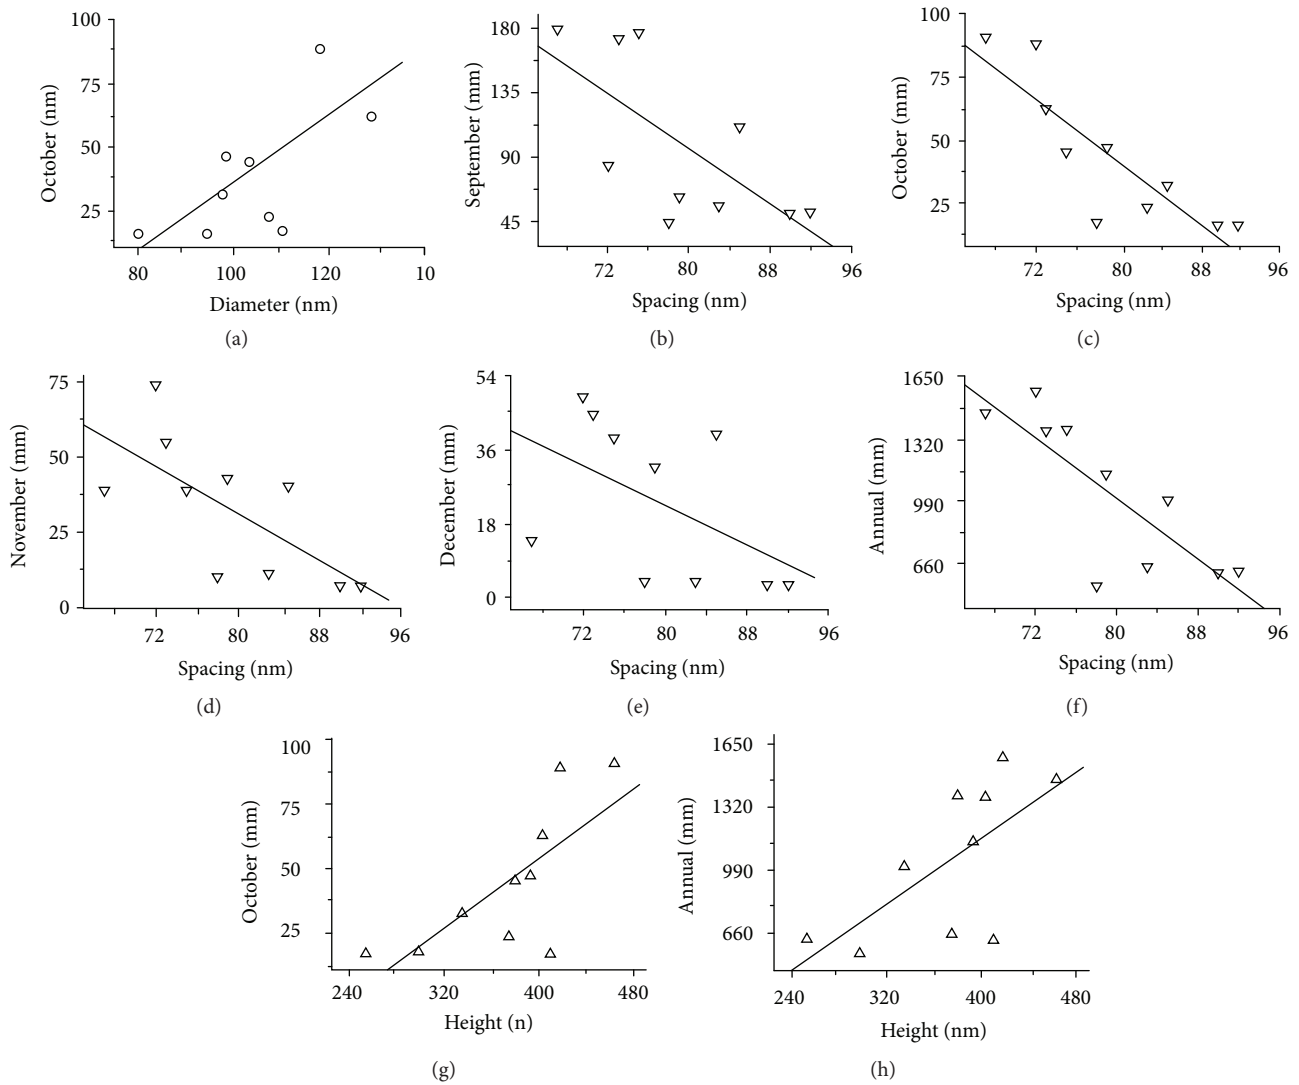 100
75
50
25
October (nm)
80 100 120 10
Diameter (nm)
(a)
180
135
90
45
September (mm)
72 80 88 96
Spacing (nm)
(b)
100
75
50
25
October (mm)
72 80 88 96
Spacing (nm)
(c)
75
50
25
0
November (mm)
72 80 88 96
Spacing (nm)
(d)
54
36
18
0
December (mm)
72 80 88 96
Spacing (nm)
(e)
1650
1320
990
660
Annual (mm)
72 80 88 96
Spacing (nm)
(f)
100
75
50
25
October (mm)
240 320 400 480
Height (n)
(g)
1650
1320
990
660
Annual (mm)
240 320 400 480
Height (nm)
(h)